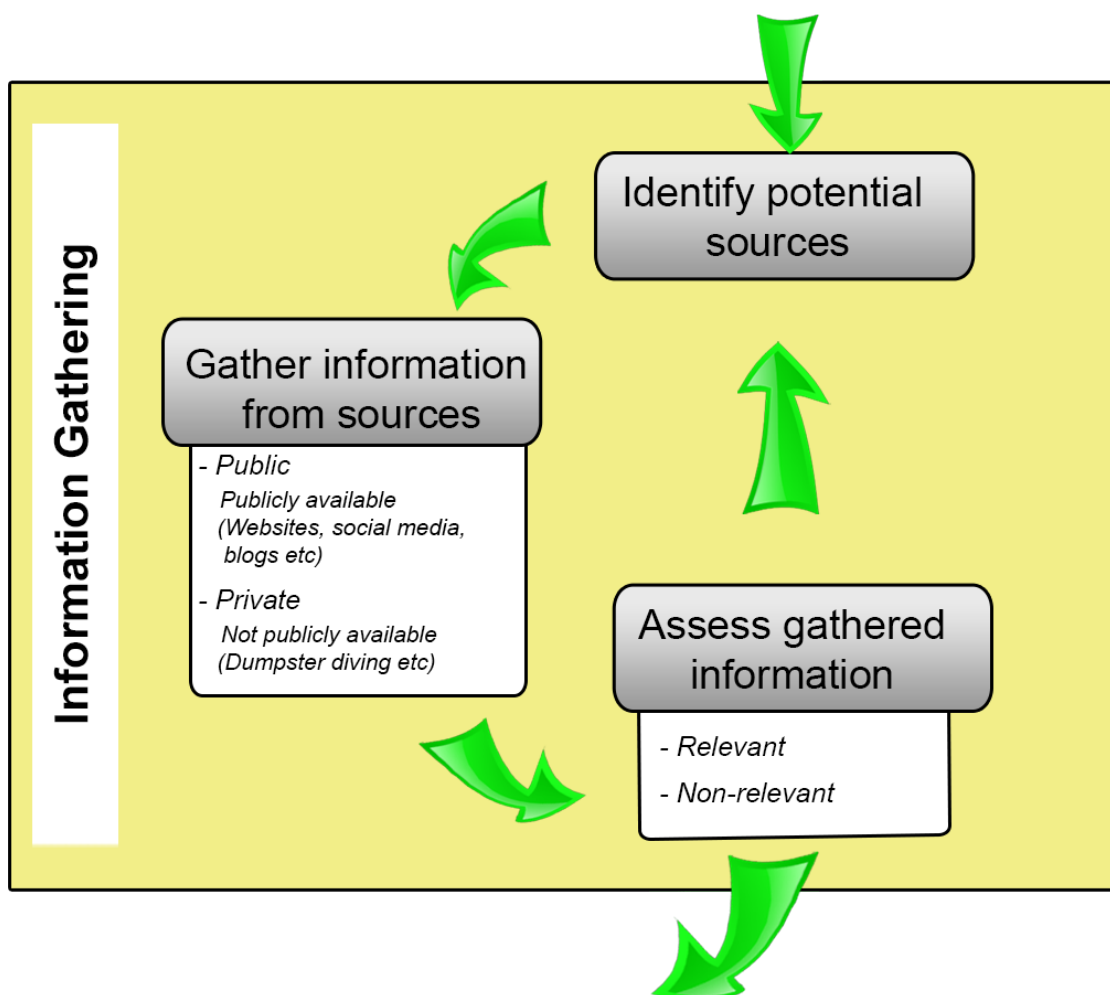 Information Gathering
Identify potential
sources
Gather information
from sources
- Public
Publicly available
(Websites, social media,
blogs etc)
- Private
Not publicly available
(Dumpster diving etc)
Assess gathered
information
- Relevant
- Non-relevant